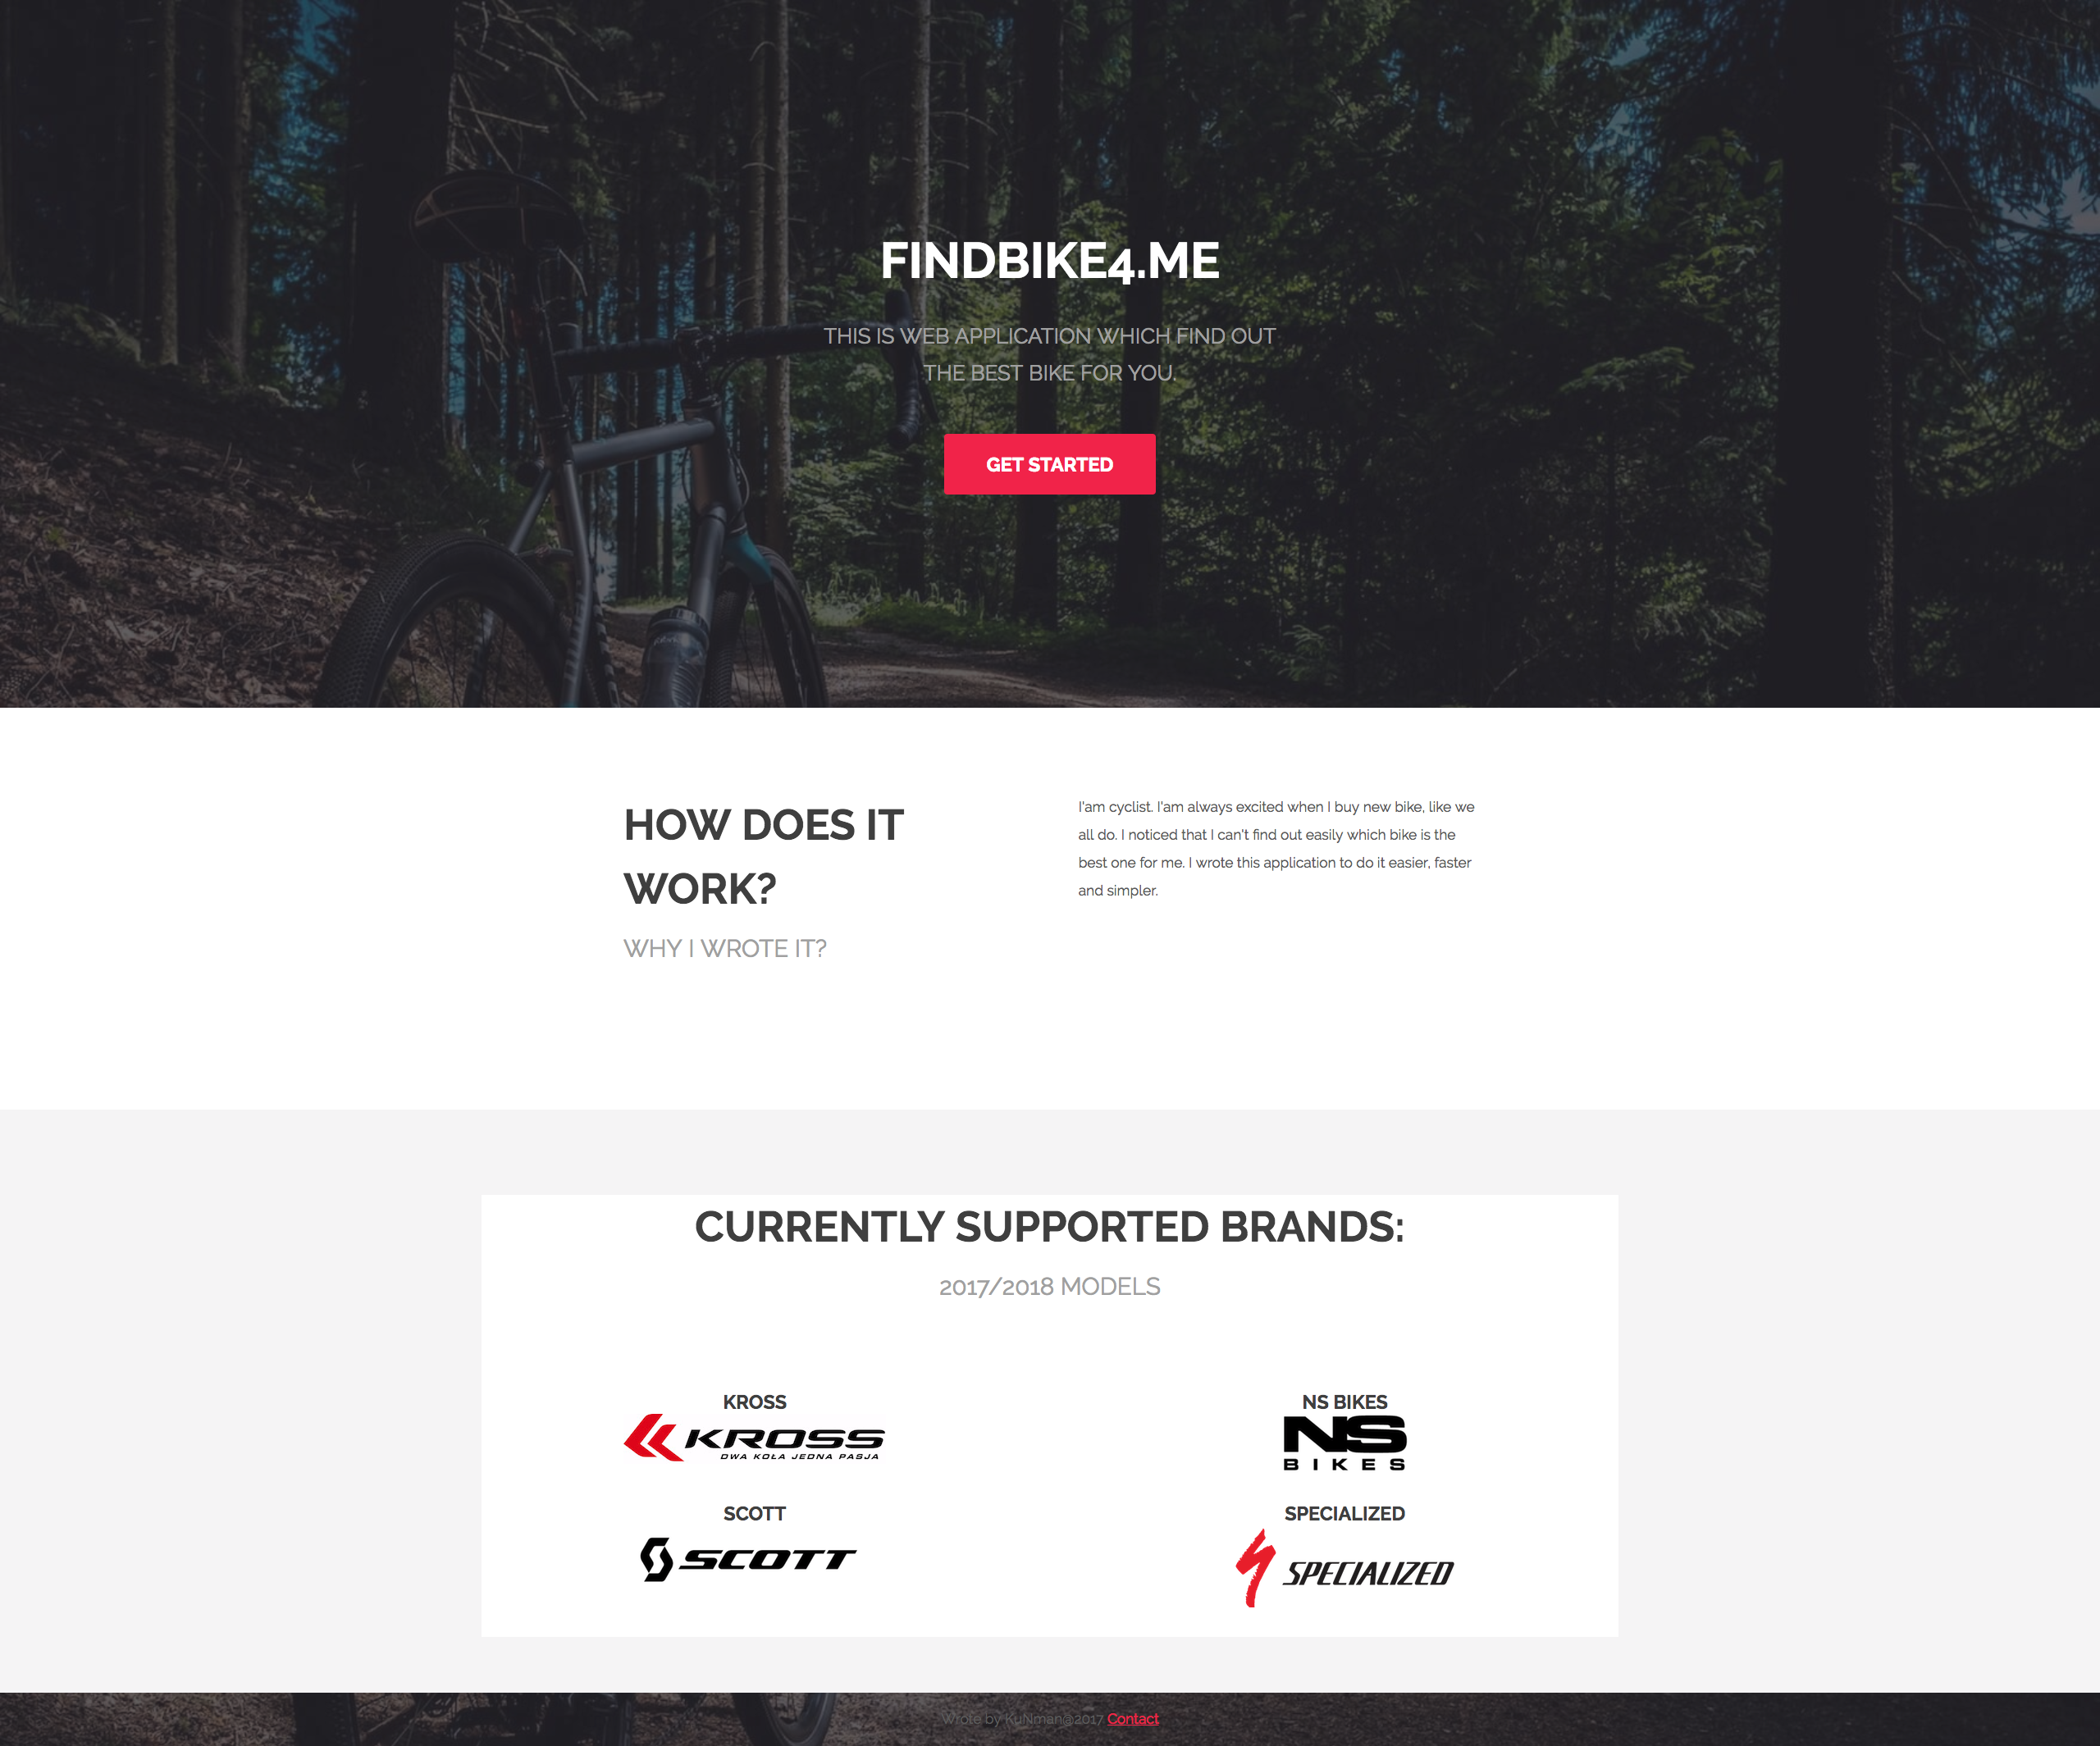 FINDBIKE4.ME
THIS IS WEB APPLICATION WHICH FIND OUT
THE BEST BIKE FOR YOU.
GET STARTED
HOW DOES IT
WORK?
WHY I WROTE IT?
I'am cyclist. I'am always excited when I buy new bike, like we
all do. I noticed that I can't find out easily which bike is the
best one for me. I wrote this application to do it easier, faster
and simpler.
CURRENTLY SUPPORTED BRANDS:
2017/2018 MODELS
KROSS
KROSS
DWA KOŁA JEDNA PASJA
NS BIKES
NS
BIKES
SCOTT
SCOTT
SPECIALIZED
SPECIALIZED
Wrote by KuNman@2017 Contact